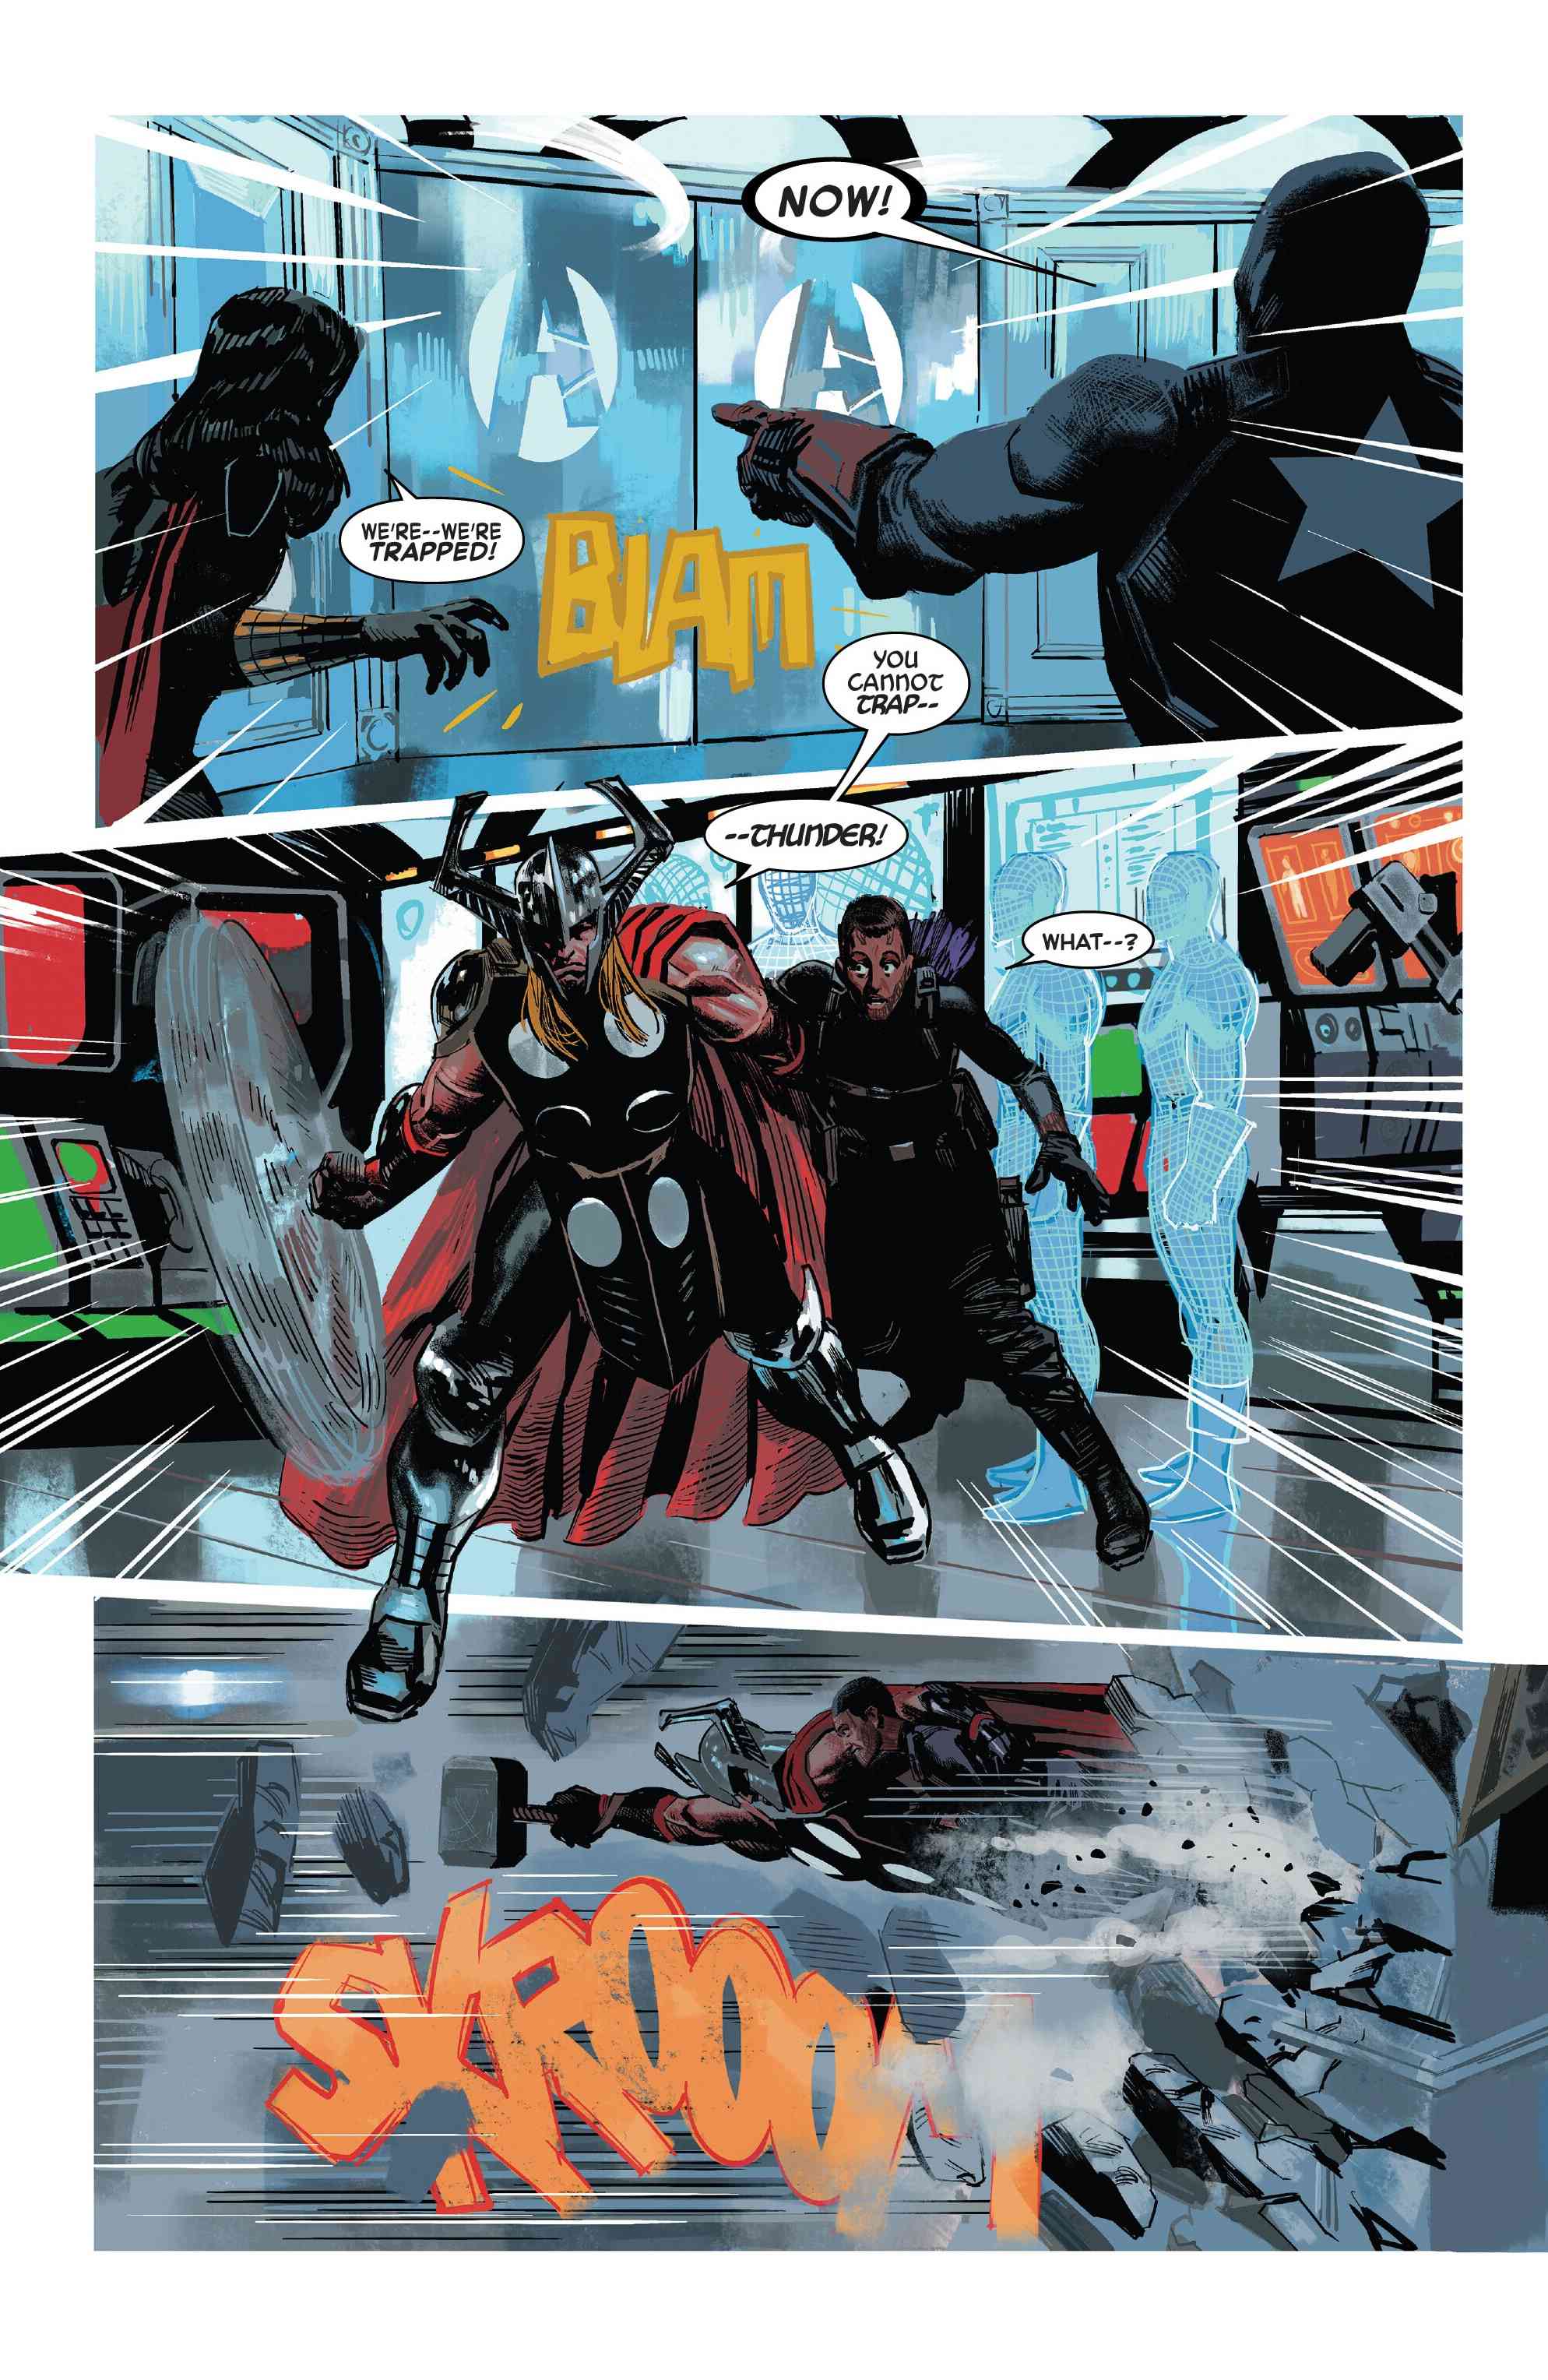 NOW!
WE'RE--WE'RE
TRAPPED!
BLAM
YOU
CANNOT
TRAP--
--THUNDER!
WHAT--?
SKROOOM